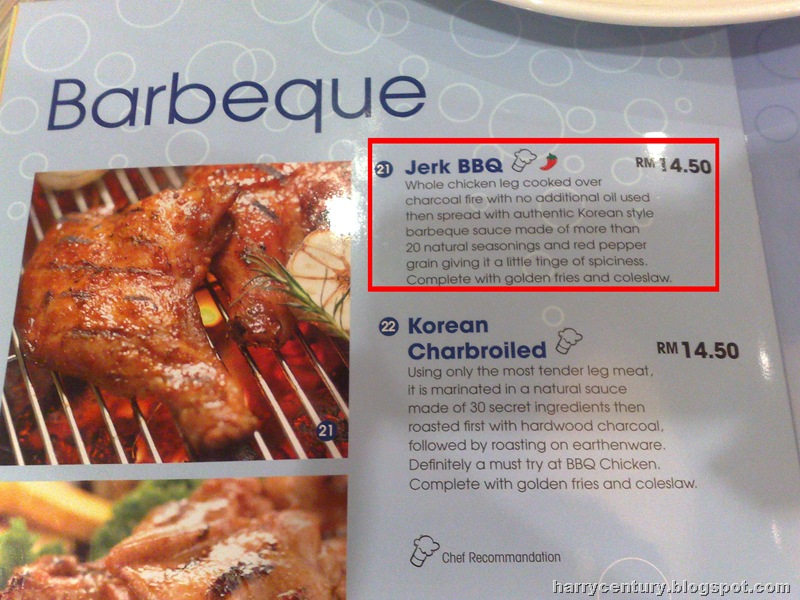 Barbeque
21 Jerk BBQ RM 14.50
Whole chicken leg cooked over
charcoal fire with no additional oil used
then spread with authentic Korean style
barbeque sauce made of more than
20 natural seasonings and red pepper
grain giving it a little tinge of spiciness.
Complete with golden fries and coleslaw.
22 Korean
Charbroiled RM 14.50
Using only the most tender leg meat,
it is marinated in a natural sauce
made of 30 secret ingredients then
roasted first with hardwood charcoal,
followed by roasting on earthenware.
Definitely a must try at BBQ Chicken.
Complete with golden fries and coleslaw.
21
Chef Recommandation
harrycentury.blogspot.com